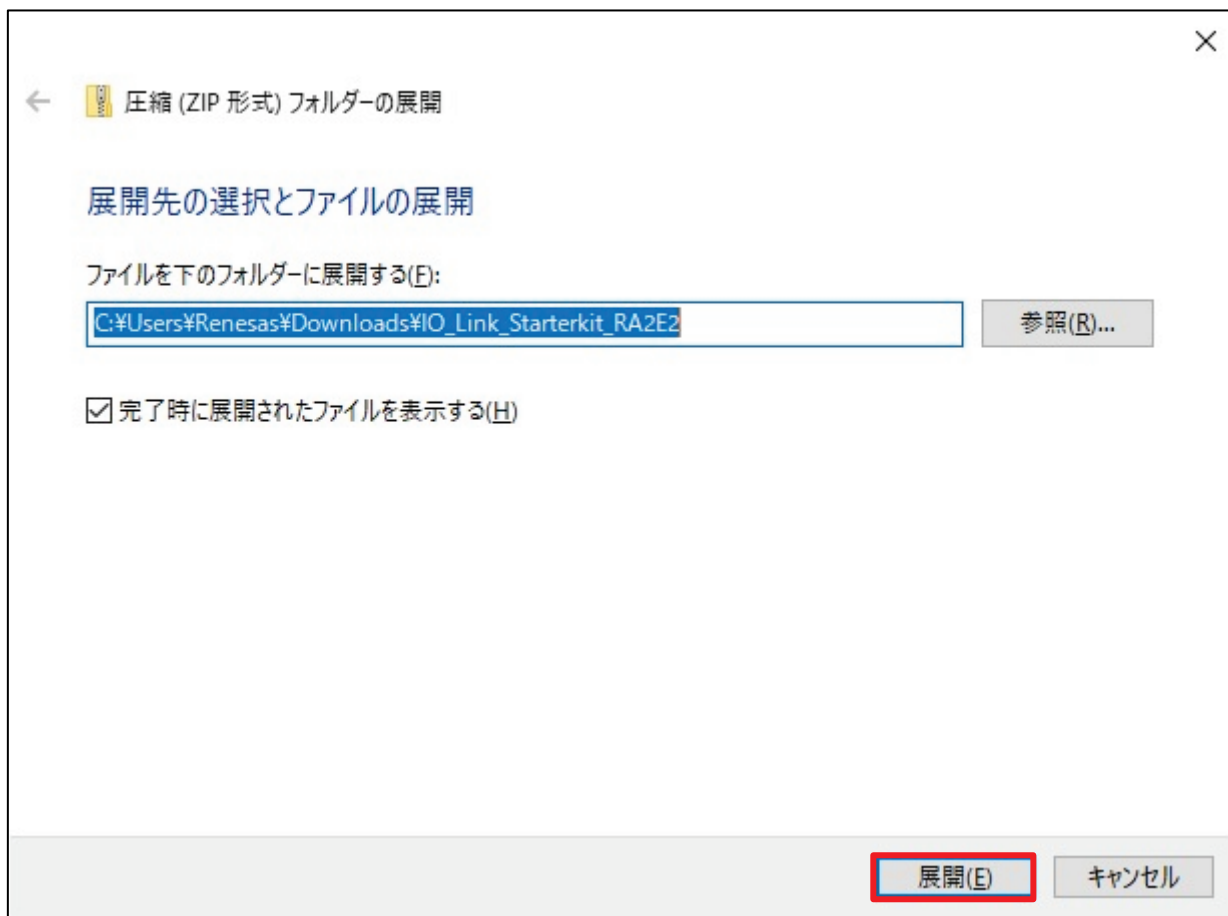 圧縮 (ZIP 形式) フォルダーの展開
展開先の選択とファイルの展開
ファイルを下のフォルダーに展開する(F):
C:¥Users¥Renesas¥Downloads¥IO_Link_Starterkit_RA2E2
参照(R)...
完了時に展開されたファイルを表示する(H)
展開(E)
キャンセル